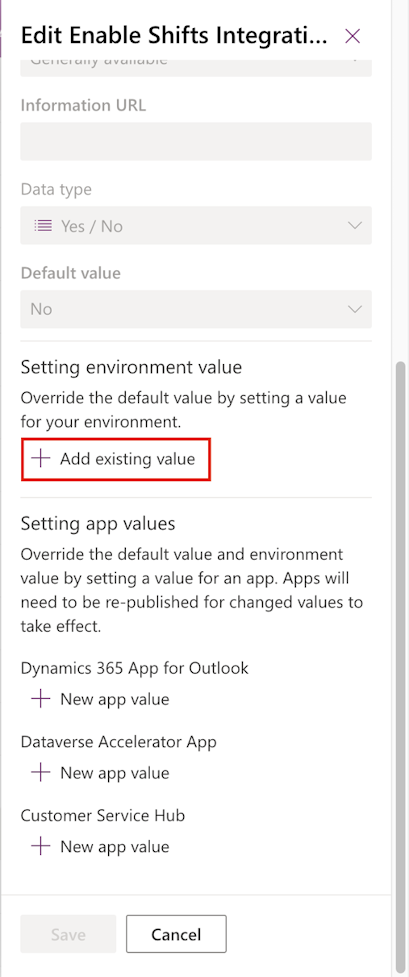 Edit Enable Shifts Integrati...
Generally available
Information URL
Data type
Yes / No
Default value
No
Setting environment value
Override the default value by setting a value
for your environment.
Add existing value
Setting app values
Override the default value and environment
value by setting a value for an app. Apps will
need to be re-published for changed values to
take effect.
Dynamics 365 App for Outlook
New app value
Dataverse Accelerator App
New app value
Customer Service Hub
New app value
Save
Cancel